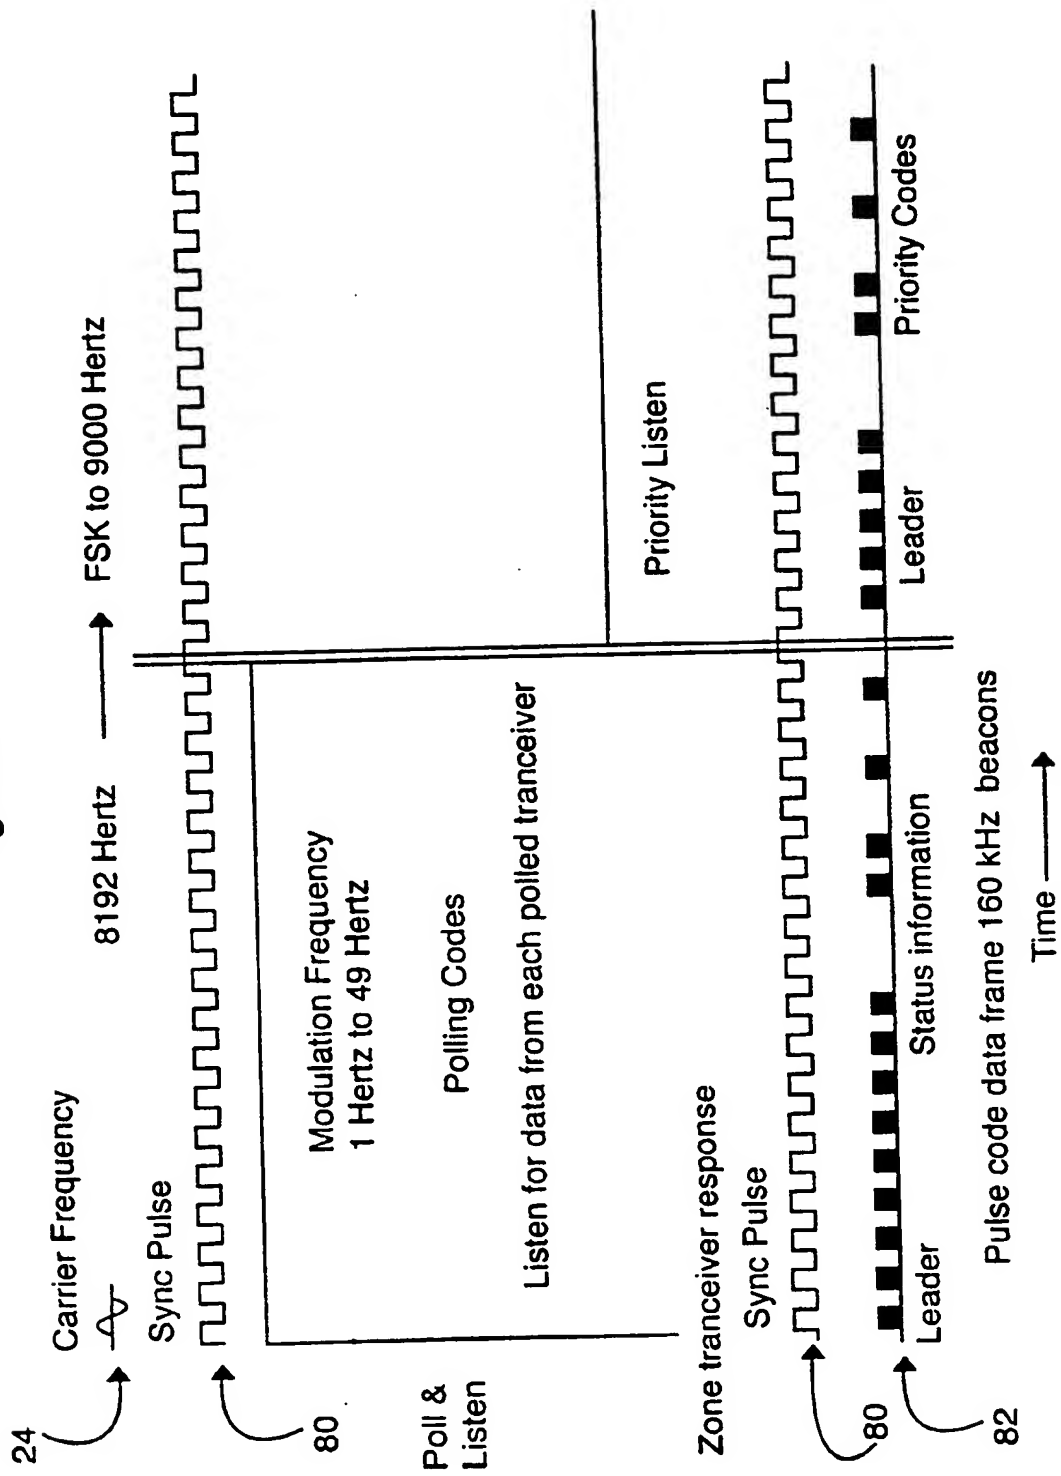 24
Carrier Frequency
8192 Hertz
FSK to 9000 Hertz
Sync Pulse
80
Poll &
Listen
Modulation Frequency
1 Hertz to 49 Hertz
Polling Codes
Listen for data from each polled tranceiver
Priority Listen
Zone tranceiver response
Sync Pulse
80
82
Leader
Status information
Leader
Priority Codes
Pulse code data frame 160 kHz beacons
Time